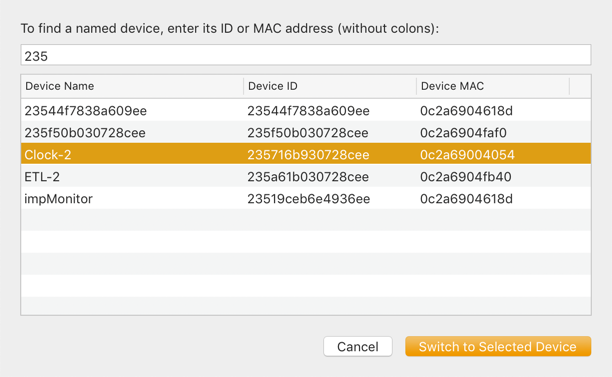 To find a named device, enter its ID or MAC address (without colons):
235
Device Name Device ID Device MAC
23544f7838a609ee 23544f7838a609ee 0c2a6904618d
235f50b030728cee 235f50b030728cee 0c2a6904faf0
Clock-2 235716b930728cee 0c2a69004054
ETL-2 235a61b030728cee 0c2a6904fb40
impMonitor 23519ceb6e4936ee 0c2a6904618d
Cancel Switch to Selected Device